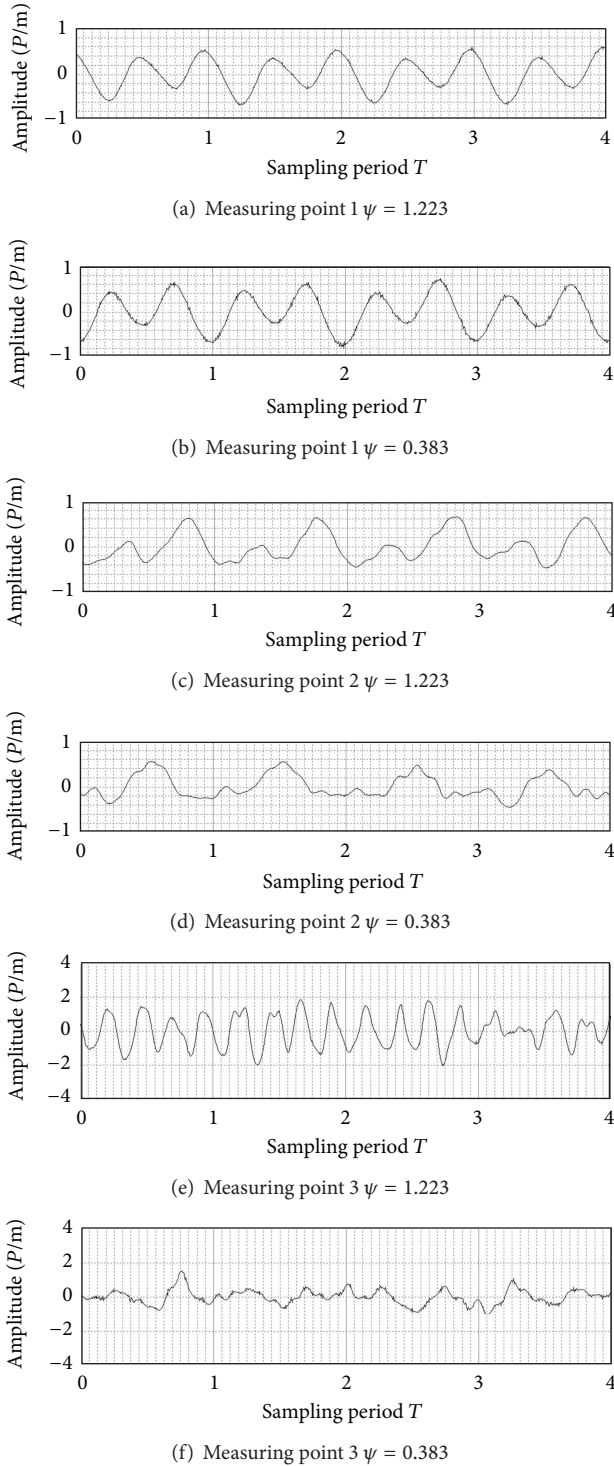 1
0
−1
Amplitude (P/m)
0 1 2 3 4
Sampling period T
(a) Measuring point 1 ψ = 1.223
1
0
−1
Amplitude (P/m)
0 1 2 3 4
Sampling period T
(b) Measuring point 1 ψ = 0.383
1
0
−1
Amplitude (P/m)
0 1 2 3 4
Sampling period T
(c) Measuring point 2 ψ = 1.223
1
0
−1
Amplitude (P/m)
0 1 2 3 4
Sampling period T
(d) Measuring point 2 ψ = 0.383
4
2
0
−2
−4
Amplitude (P/m)
0 1 2 3 4
Sampling period T
(e) Measuring point 3 ψ = 1.223
4
2
0
−2
−4
Amplitude (P/m)
0 1 2 3 4
Sampling period T
(f) Measuring point 3 ψ = 0.383